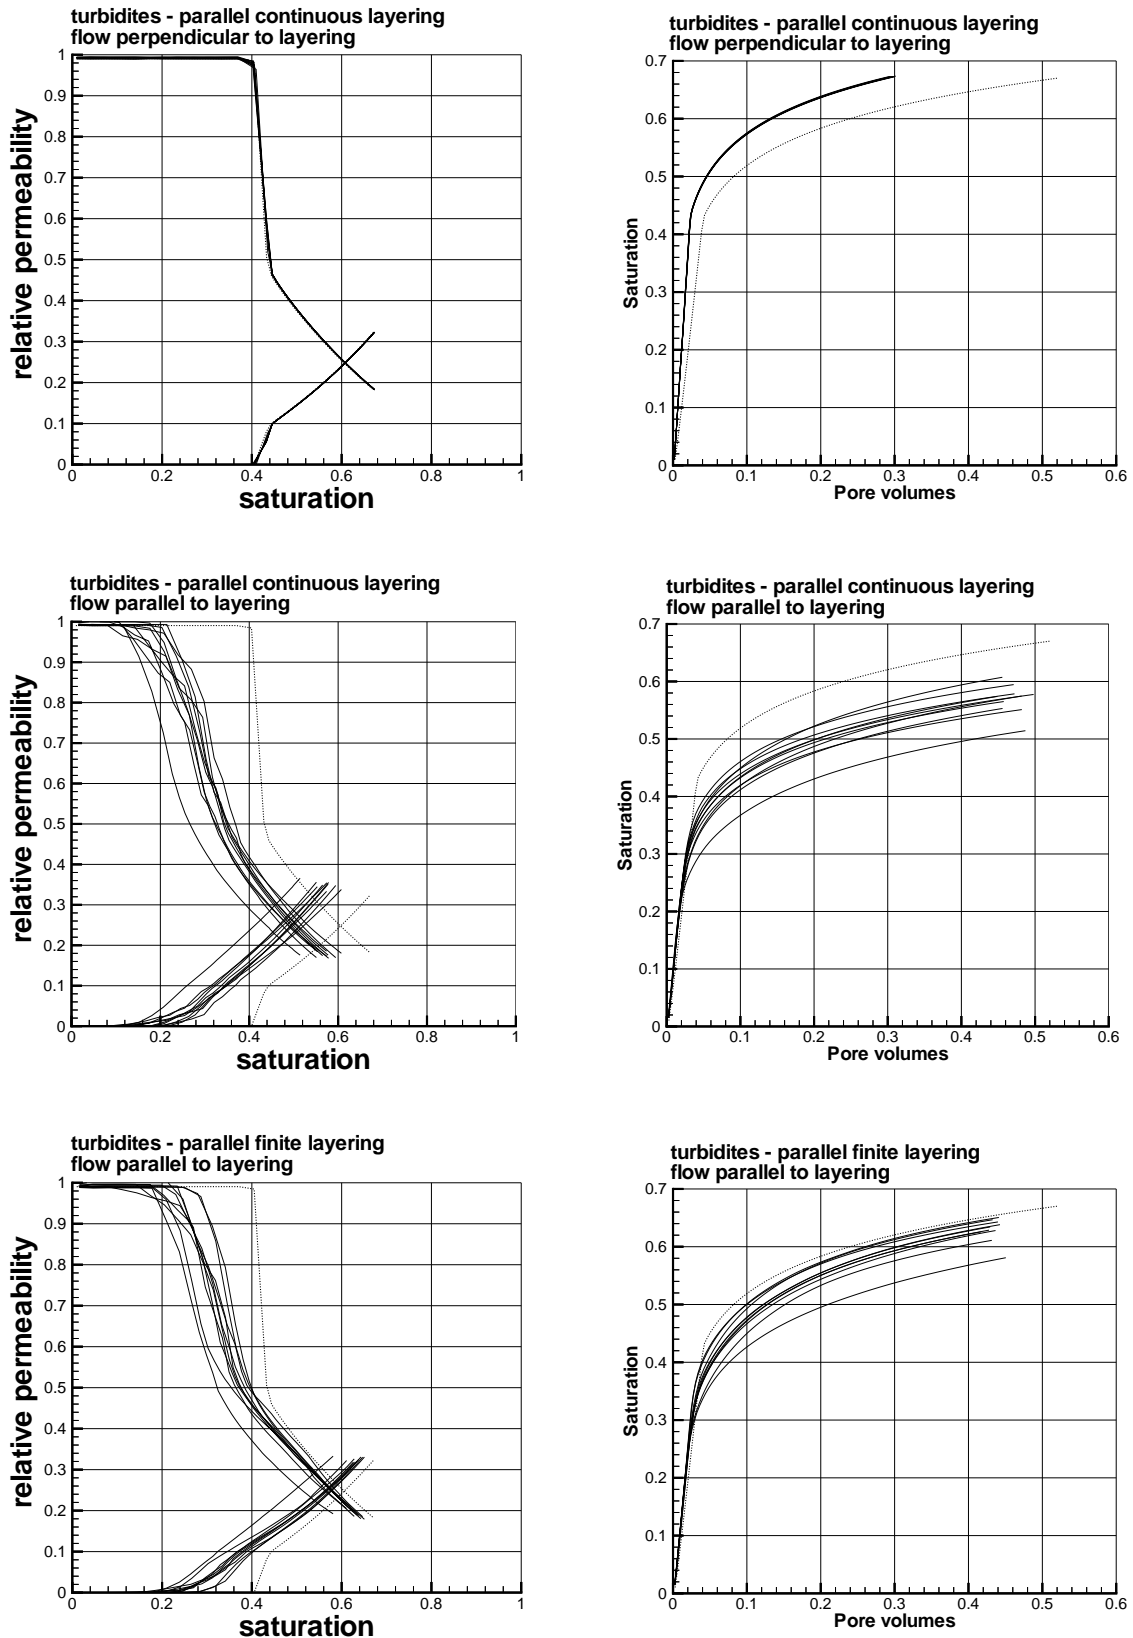 turbidites - parallel continuous layering
flow perpendicular to layering
1
0.9
0.8
0.7
0.6
0.5
0.4
0.3
0.2
0.1
0
relative permeability
0 0.2 0.4 0.6 0.8 1
saturation
turbidites - parallel continuous layering
flow perpendicular to layering
0.7
0.6
0.5
0.4
0.3
0.2
0.1
0
Saturation
0 0.1 0.2 0.3 0.4 0.5 0.6
Pore volumes
turbidites - parallel continuous layering
flow parallel to layering
1
0.9
0.8
0.7
0.6
0.5
0.4
0.3
0.2
0.1
0
relative permeability
0 0.2 0.4 0.6 0.8 1
saturation
turbidites - parallel continuous layering
flow parallel to layering
0.7
0.6
0.5
0.4
0.3
0.2
0.1
0
Saturation
0 0.1 0.2 0.3 0.4 0.5 0.6
Pore volumes
turbidites - parallel finite layering
flow parallel to layering
1
0.9
0.8
0.7
0.6
0.5
0.4
0.3
0.2
0.1
0
relative permeability
0 0.2 0.4 0.6 0.8 1
saturation
turbidites - parallel finite layering
flow parallel to layering
0.7
0.6
0.5
0.4
0.3
0.2
0.1
0
Saturation
0 0.1 0.2 0.3 0.4 0.5 0.6
Pore volumes